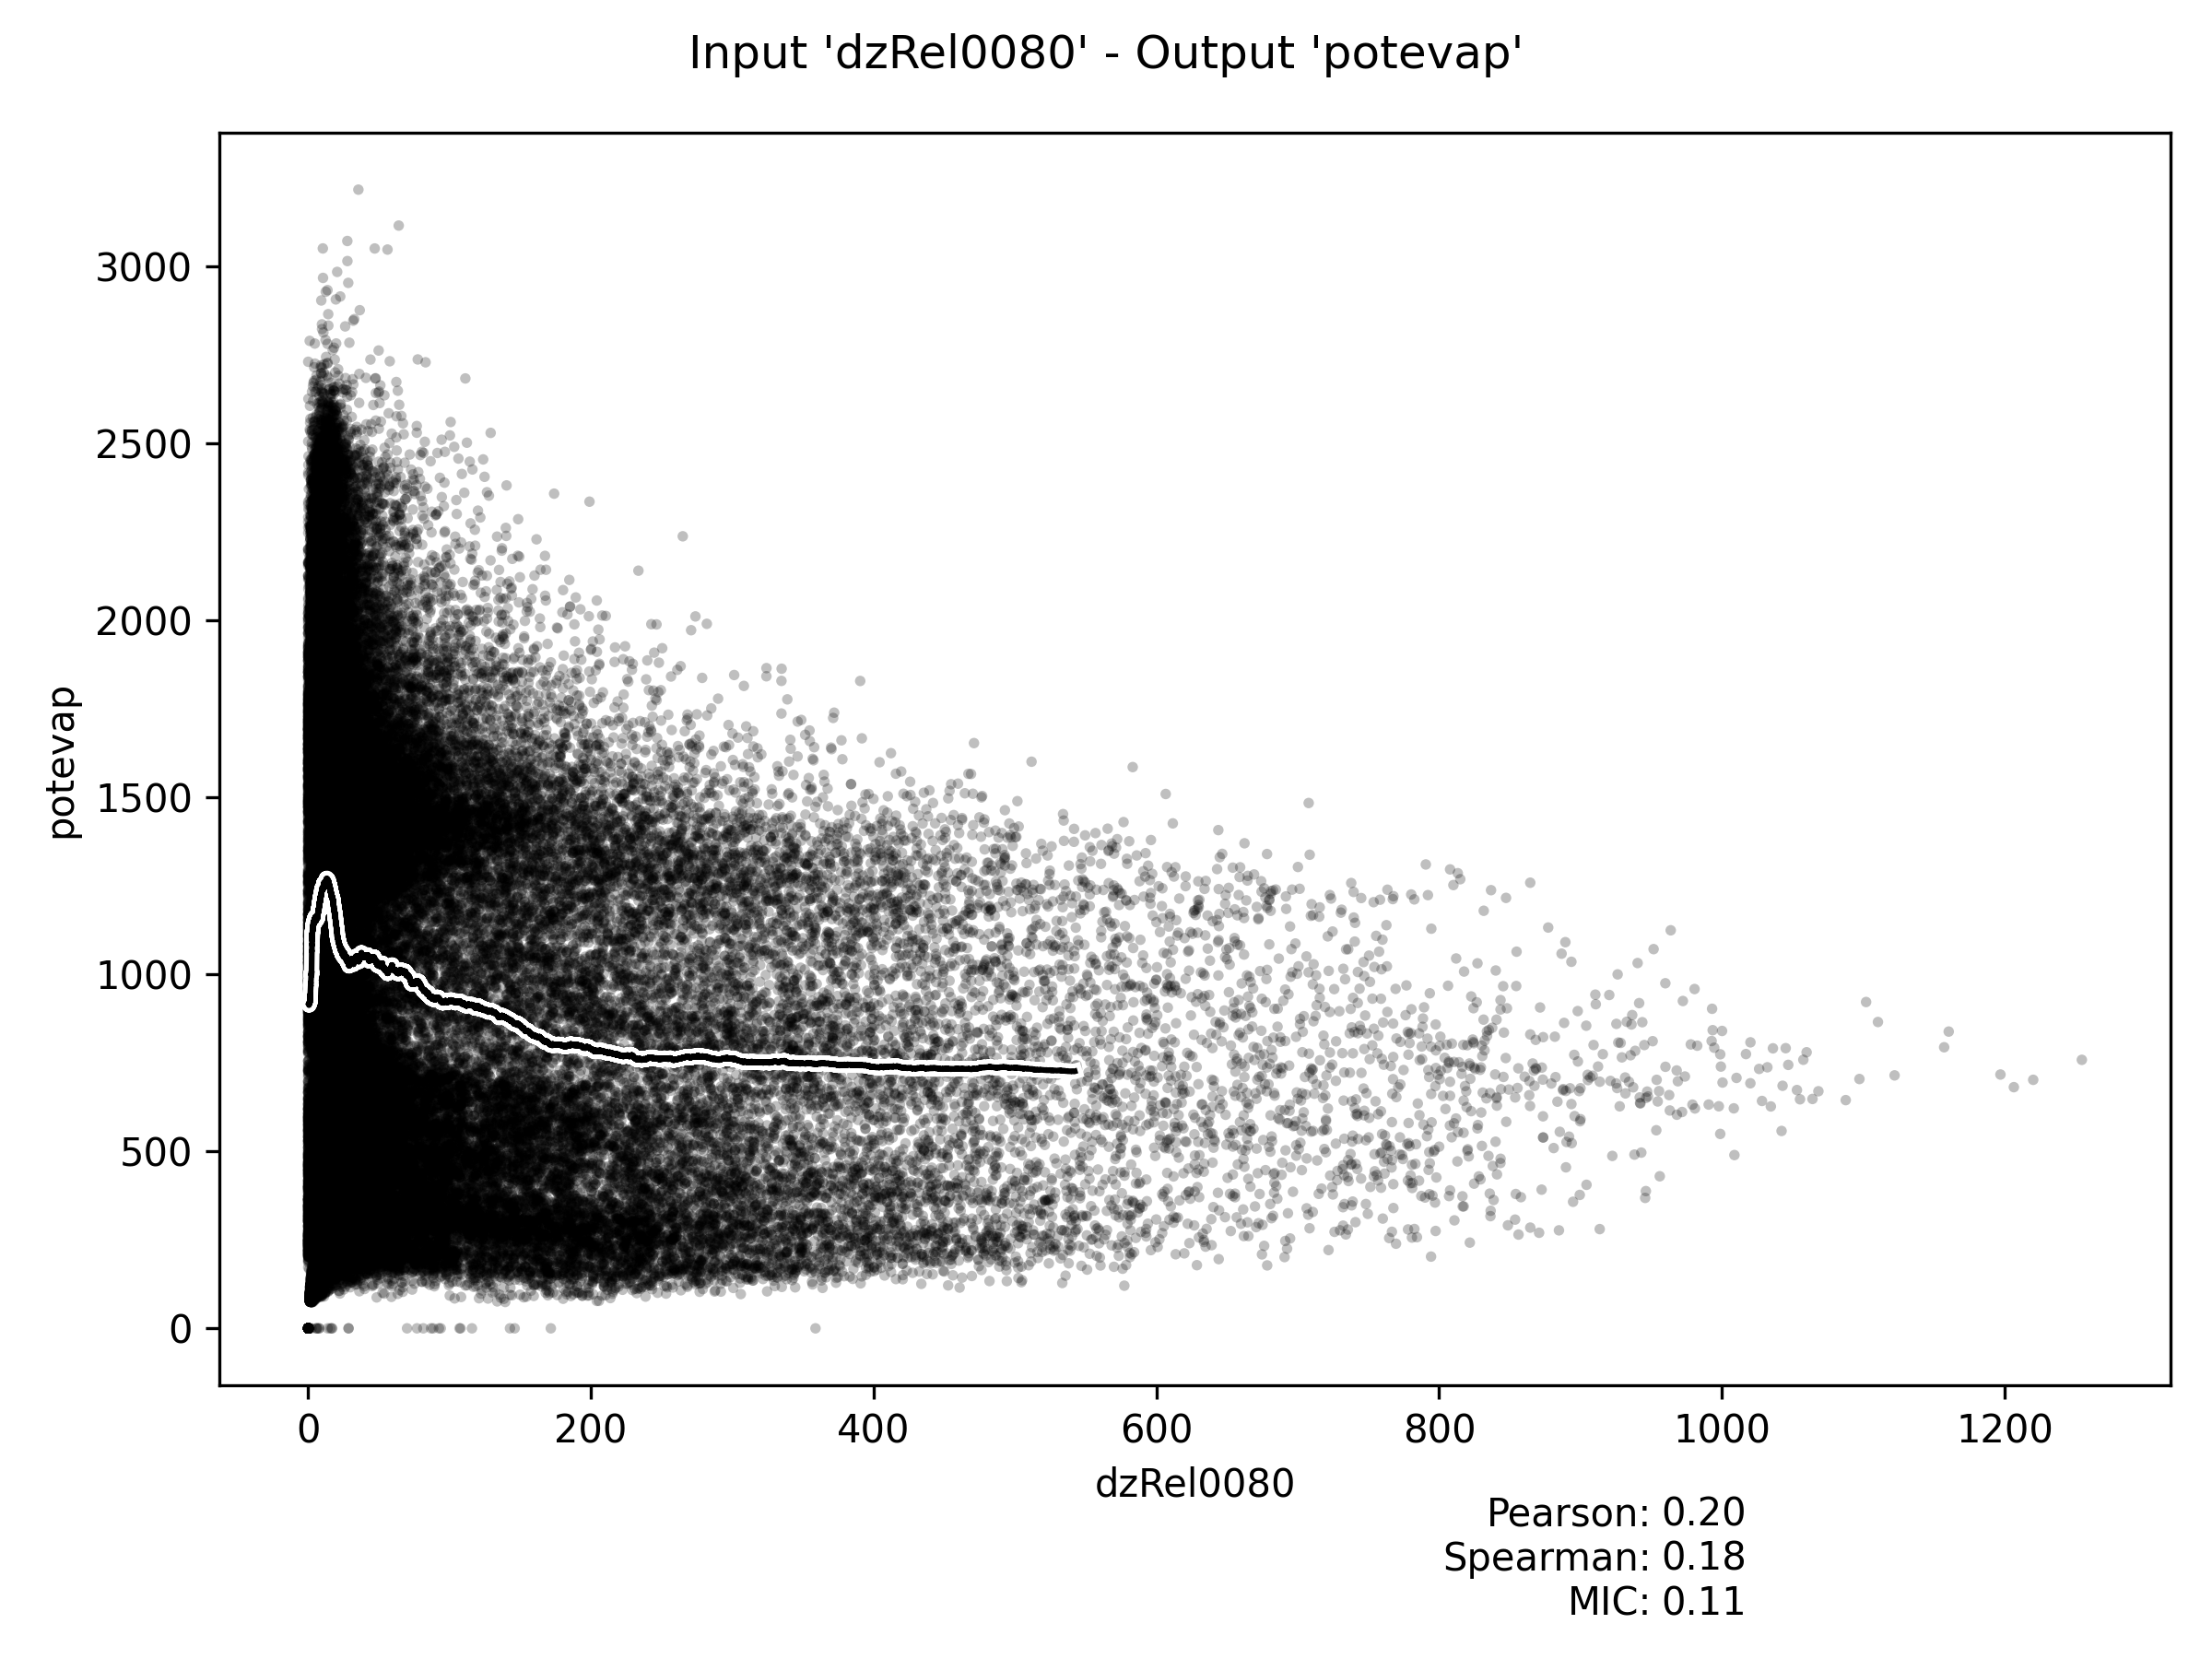 Input 'dzRel0080' - Output 'potevap'
3000
2500
2000
1500
1000
500
0
potevap
0 200 400 600 800 1000 1200
dzRel0080
Pearson: 0.20
Spearman: 0.18
MIC: 0.11